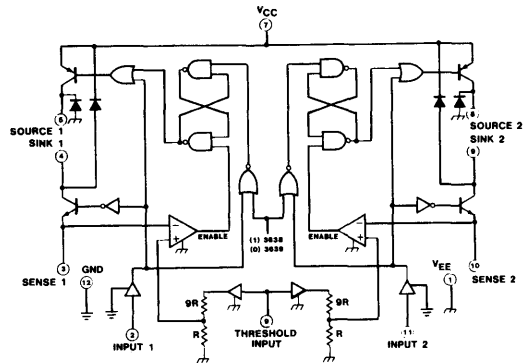 VCC
7
5
SOURCE 1
SINK 1
4
8
SOURCE 2
SINK 2
9
ENABLE
ENABLE
(1) 3638
(0) 3639
3
SENSE 1
GND
12
VEE
1
10
SENSE 2
9R
9R
R
R
THRESHOLD
INPUT
2
INPUT 1
11
INPUT 2